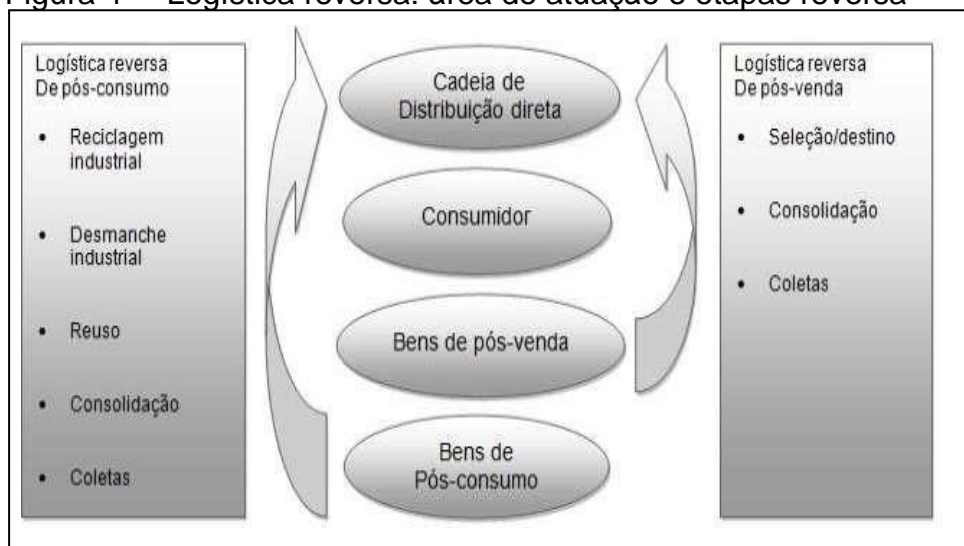 Logística reversa: área de atuação e etapas reversa
Logística reversa
De pós-consumo
• Reciclagem
industrial
• Desmanche
industrial
• Reuso
• Consolidação
• Coletas
Cadeia de
Distribuição direta
Consumidor
Bens de pós-venda
Bens de
Pós-consumo
Logística reversa
De pós-venda
• Seleção/destino
• Consolidação
• Coletas